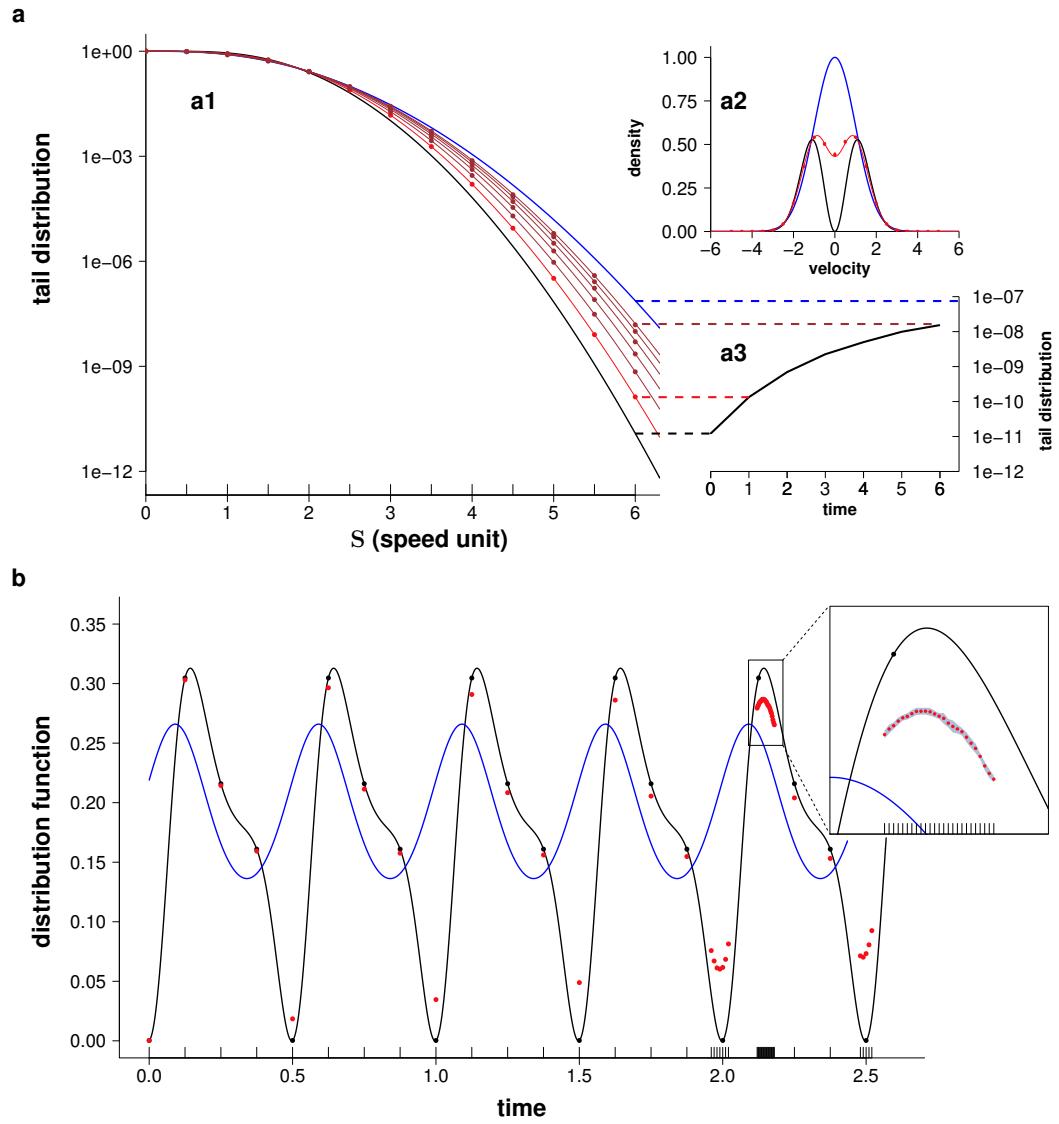 a
a1
1e+00
1e−03
1e−06
1e−09
1e−12
tail distribution
0 1 2 3 4 5 6
S (speed unit)
a2
1.00
0.75
0.50
0.25
0.00
density
−6 −4 −2 0 2 4 6
velocity
a3
1e−07
1e−08
1e−09
1e−10
1e−11
1e−12
tail distribution
0 1 2 3 4 5 6
time
b
0.35
0.30
0.25
0.20
0.15
0.10
0.05
0.00
distribution function
0.0 0.5 1.0 1.5 2.0 2.5
time